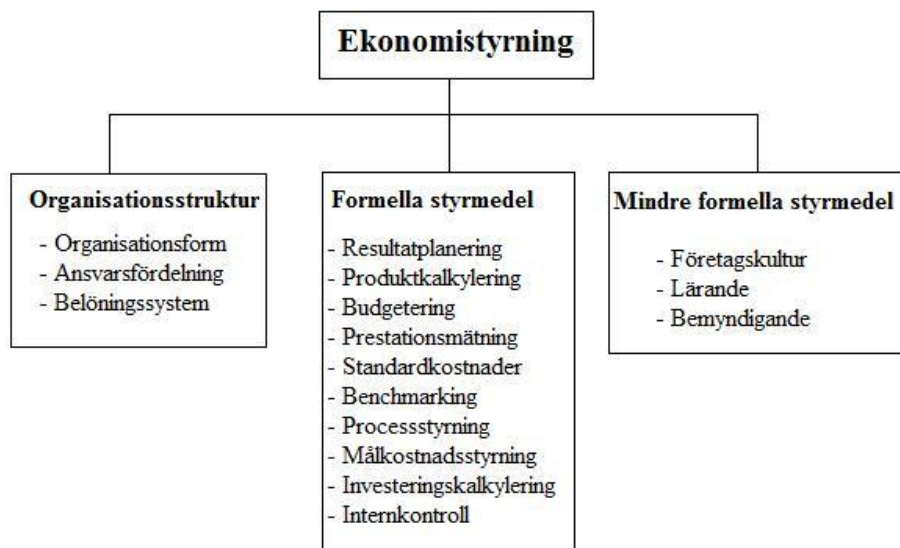 Ekonomistyrning
Organisationsstruktur
- Organisationsform
- Ansvarsfördelning
- Belöningssystem
Formella styrmedel
- Resultatplanering
- Produktkalkylering
- Budgetering
- Prestationsmätning
- Standardkostnader
- Benchmarking
- Processstyrning
- Målkostnadsstyrning
- Investeringskalkylering
- Internkontroll
Mindre formella styrmedel
- Företagskultur
- Lärande
- Bemyndigande